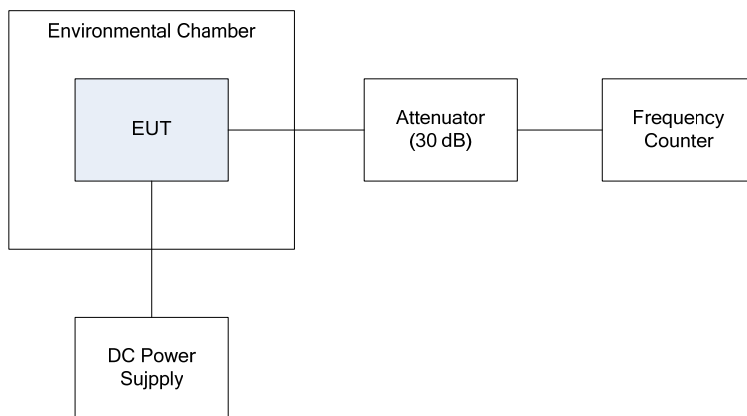 Environmental Chamber
EUT
Attenuator
(30 dB)
Frequency
Counter
DC Power
Sujpply